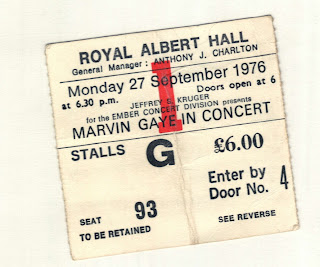 ROYAL ALBERT HALL
General Manager : ANTHONY J. CHARLTON
Monday 27 September 1976
at 6.30 p.m. Doors open at 6
JEFFREY S. KRUGER
for the EMBER CONCERT DIVISION presents
MARVIN GAYE IN CONCERT
STALLS G £6.00
Enter by
Door No. 4
SEAT 93
TO BE RETAINED SEE REVERSE